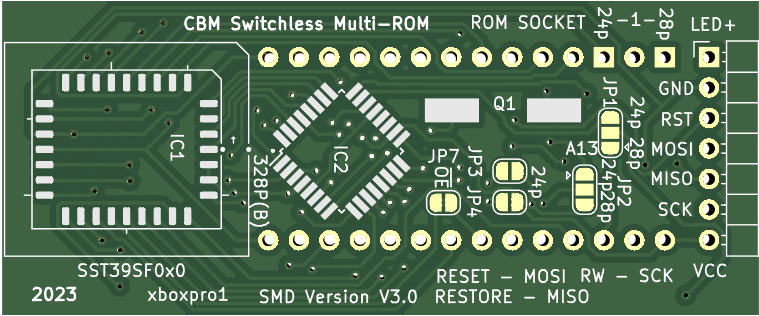 CBM Switchless Multi-ROM
ROM SOCKET
24p
-1-
28p
LED+
GND
RST
MOSI
MISO
SCK
VCC
Q1
JP1
24p 28p
A13
JP2
24p28p
JP7
OE
JP3 JP4
24p
IC1
IC2
328P(B)
SST39SF0x0
2023
xboxpro1
SMD Version V3.0
RESET - MOSI RW - SCK
RESTORE - MISO